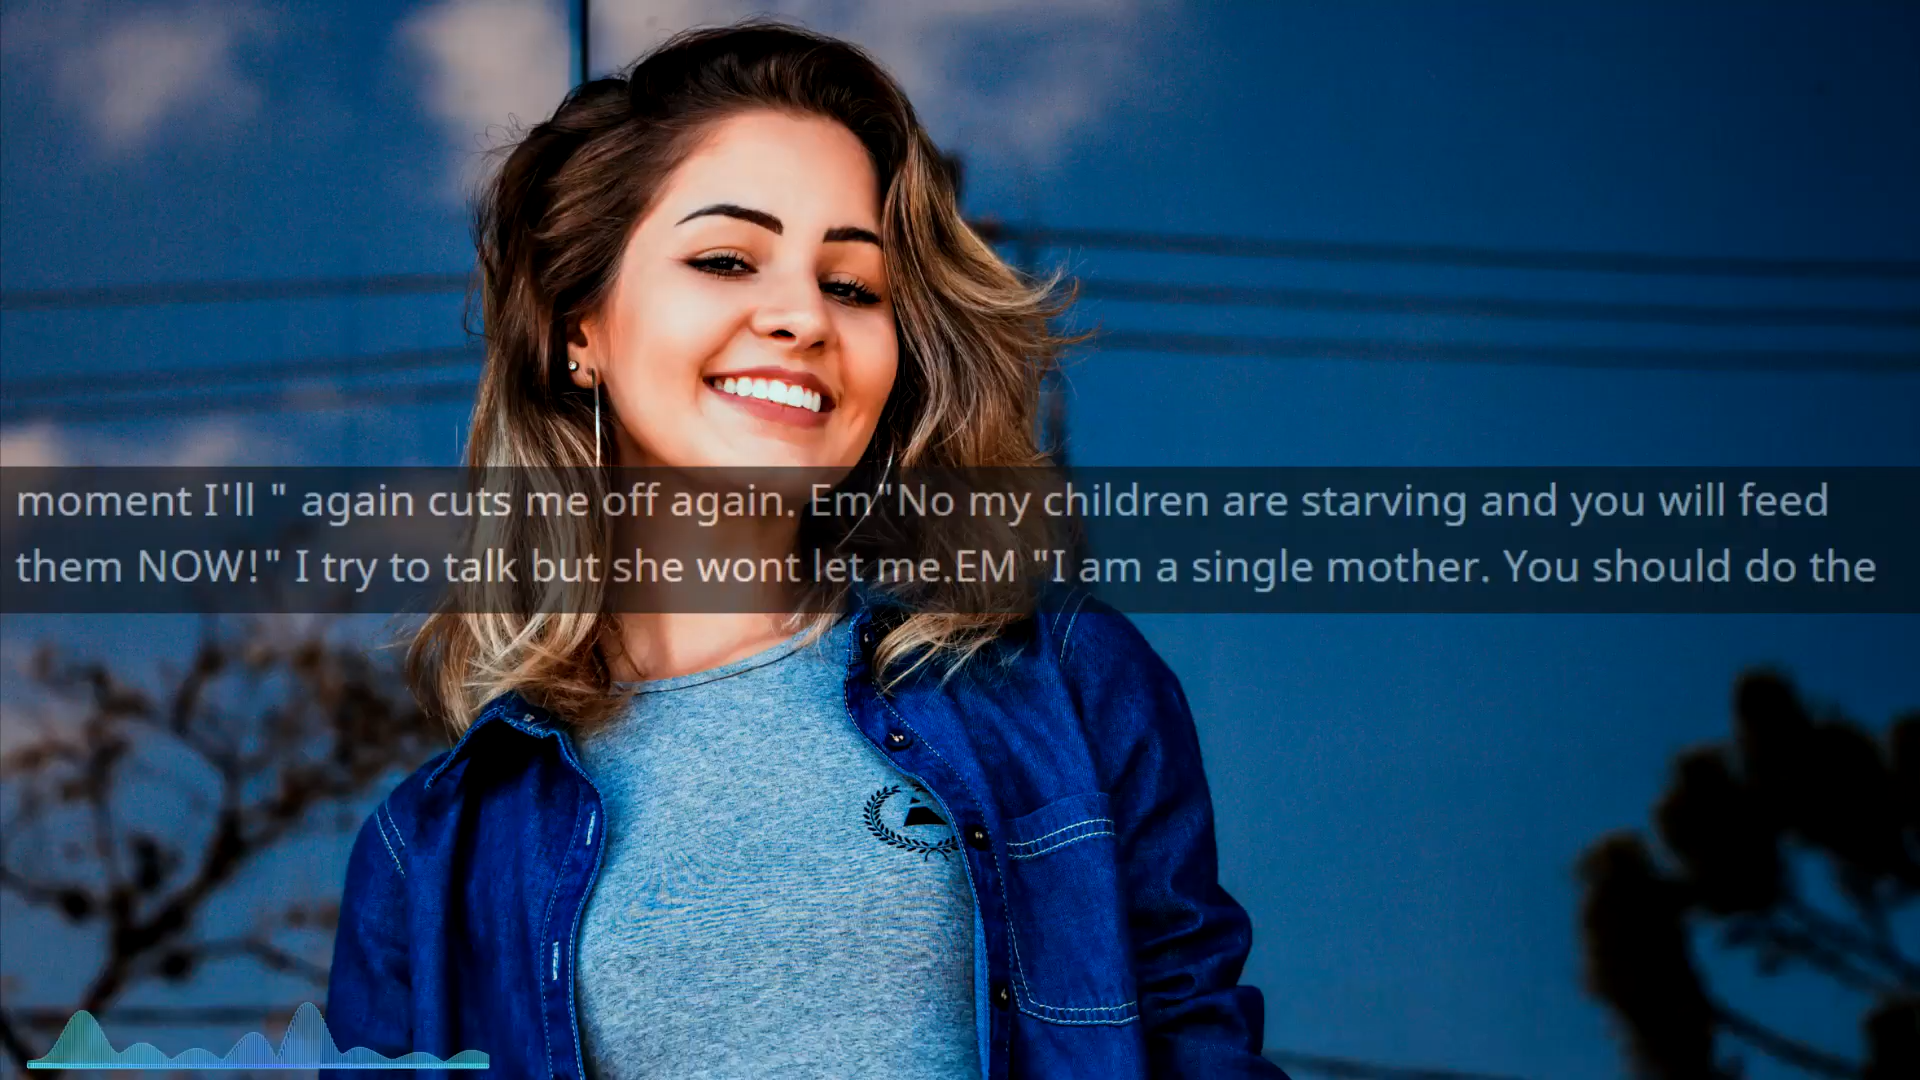 moment I'll " again cuts me off again. Em"No my children are starving and you will feed
them NOW!" I try to talk but she wont let me.EM "I am a single mother. You should do the